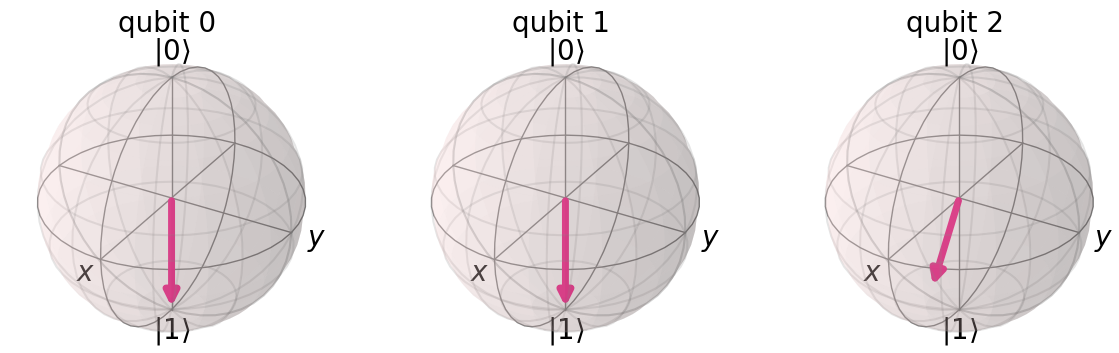 qubit 0
|0⟩
x
y
|1⟩
qubit 1
|0⟩
x
y
|1⟩
qubit 2
|0⟩
x
y
|1⟩